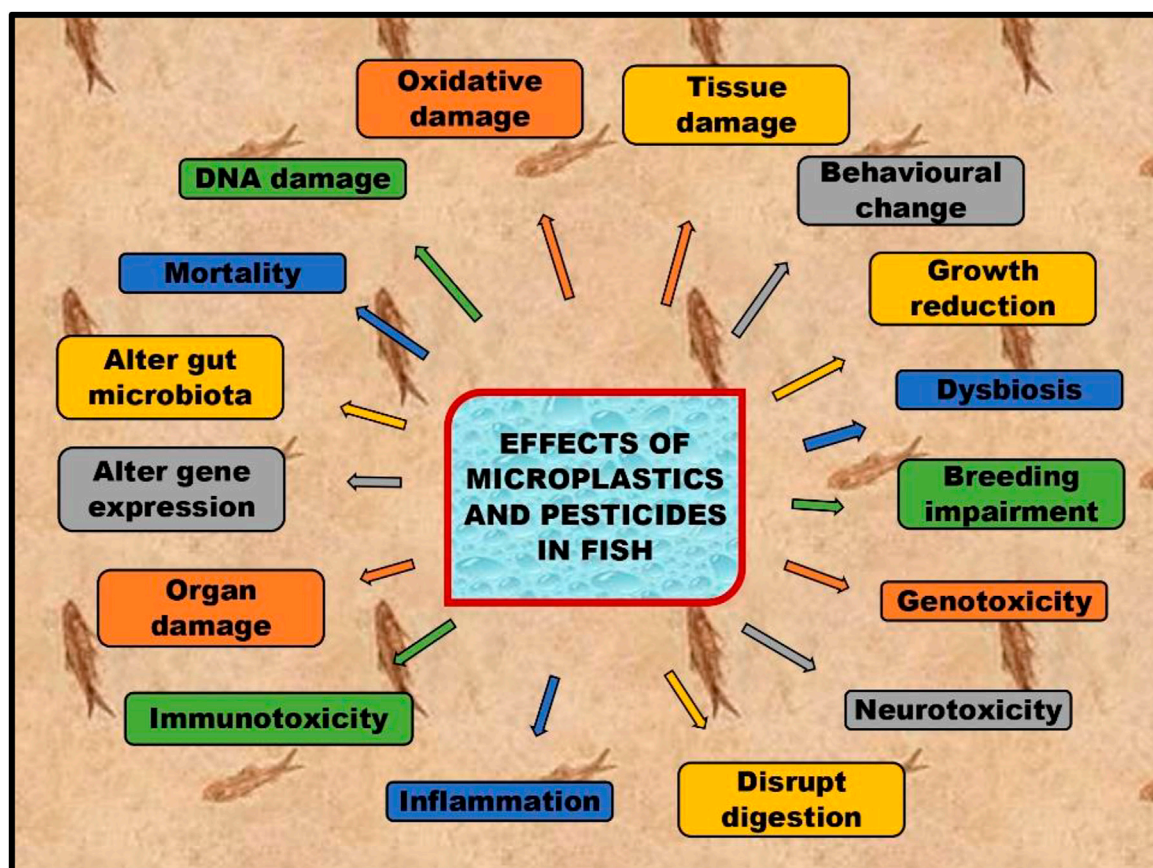 Oxidative
damage
Tissue
damage
DNA damage
Behavioural
change
Mortality
Growth
reduction
Alter gut
microbiota
Dysbiosis
EFFECTS OF
MICROPLASTICS
AND PESTICIDES
IN FISH
Alter gene
expression
Breeding
impairment
Organ
damage
Genotoxicity
Immunotoxicity
Neurotoxicity
Inflammation
Disrupt
digestion